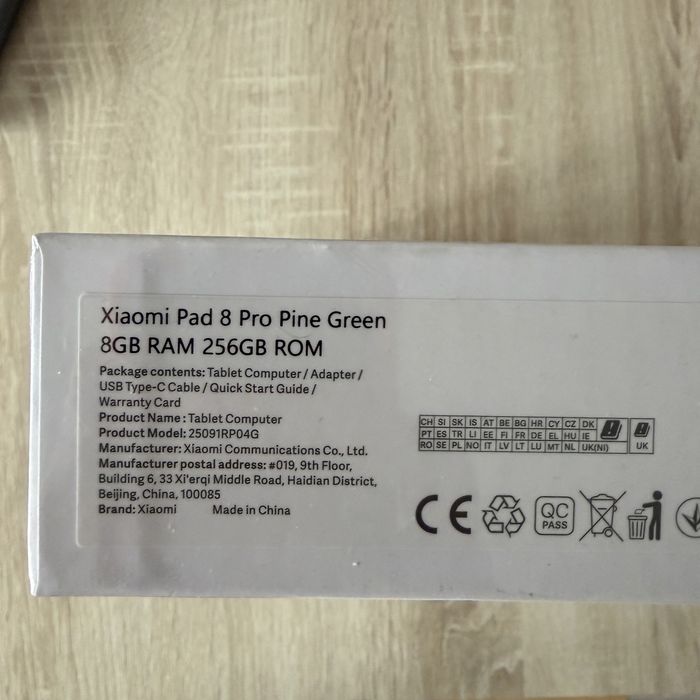 Xiaomi Pad 8 Pro Pine Green
8GB RAM 256GB ROM
Package contents: Tablet Computer / Adapter /
USB Type-C Cable / Quick Start Guide /
Warranty Card
Product Name : Tablet Computer
Product Model: 25091RP04G
Manufacturer: Xiaomi Communications Co., Ltd.
Manufacturer postal address: #019, 9th Floor,
Building 6, 33 Xi'erqi Middle Road, Haidian District,
Beijing, China, 100085
Brand: Xiaomi Made in China
CH SI SK IS AT BE BG HR CY CZ DK
PT ES TR LI EE FI FR DE EL HU IE
RO SE PL NO IT LV LT LU MT NL UK(NI)
UK
CE
QC
PASS